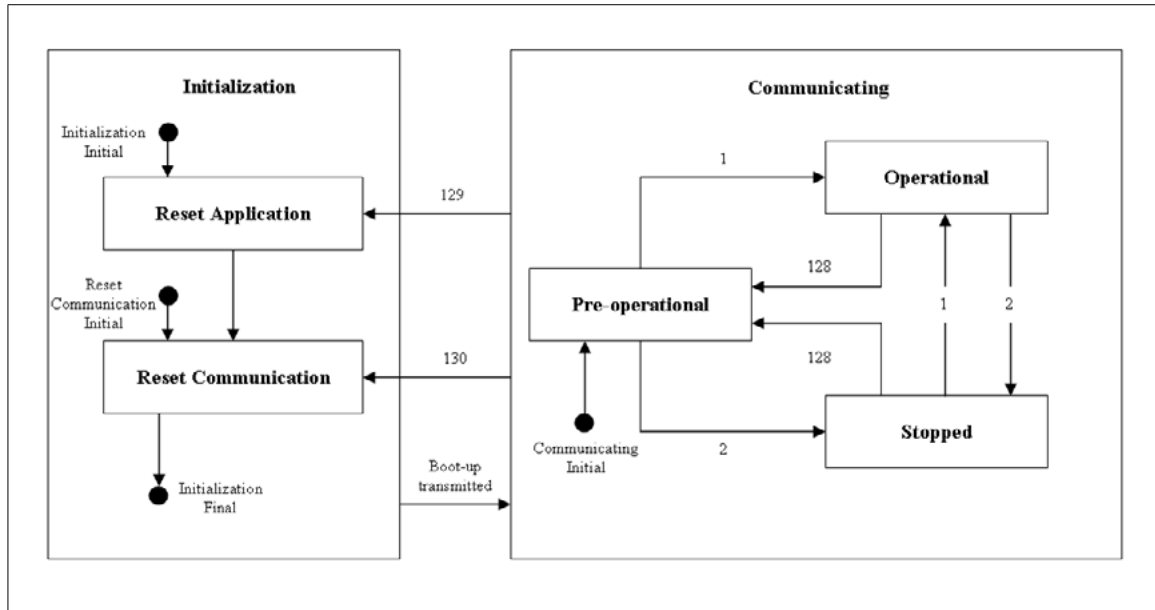 Initialization
Initialization
Initial
Reset Application
Reset
Communication
Initial
Reset Communication
Initialization
Final
129
130
Boot-up
transmitted
Communicating
1
Operational
128
Pre-operational
1
2
128
Communicating
Initial
2
Stopped